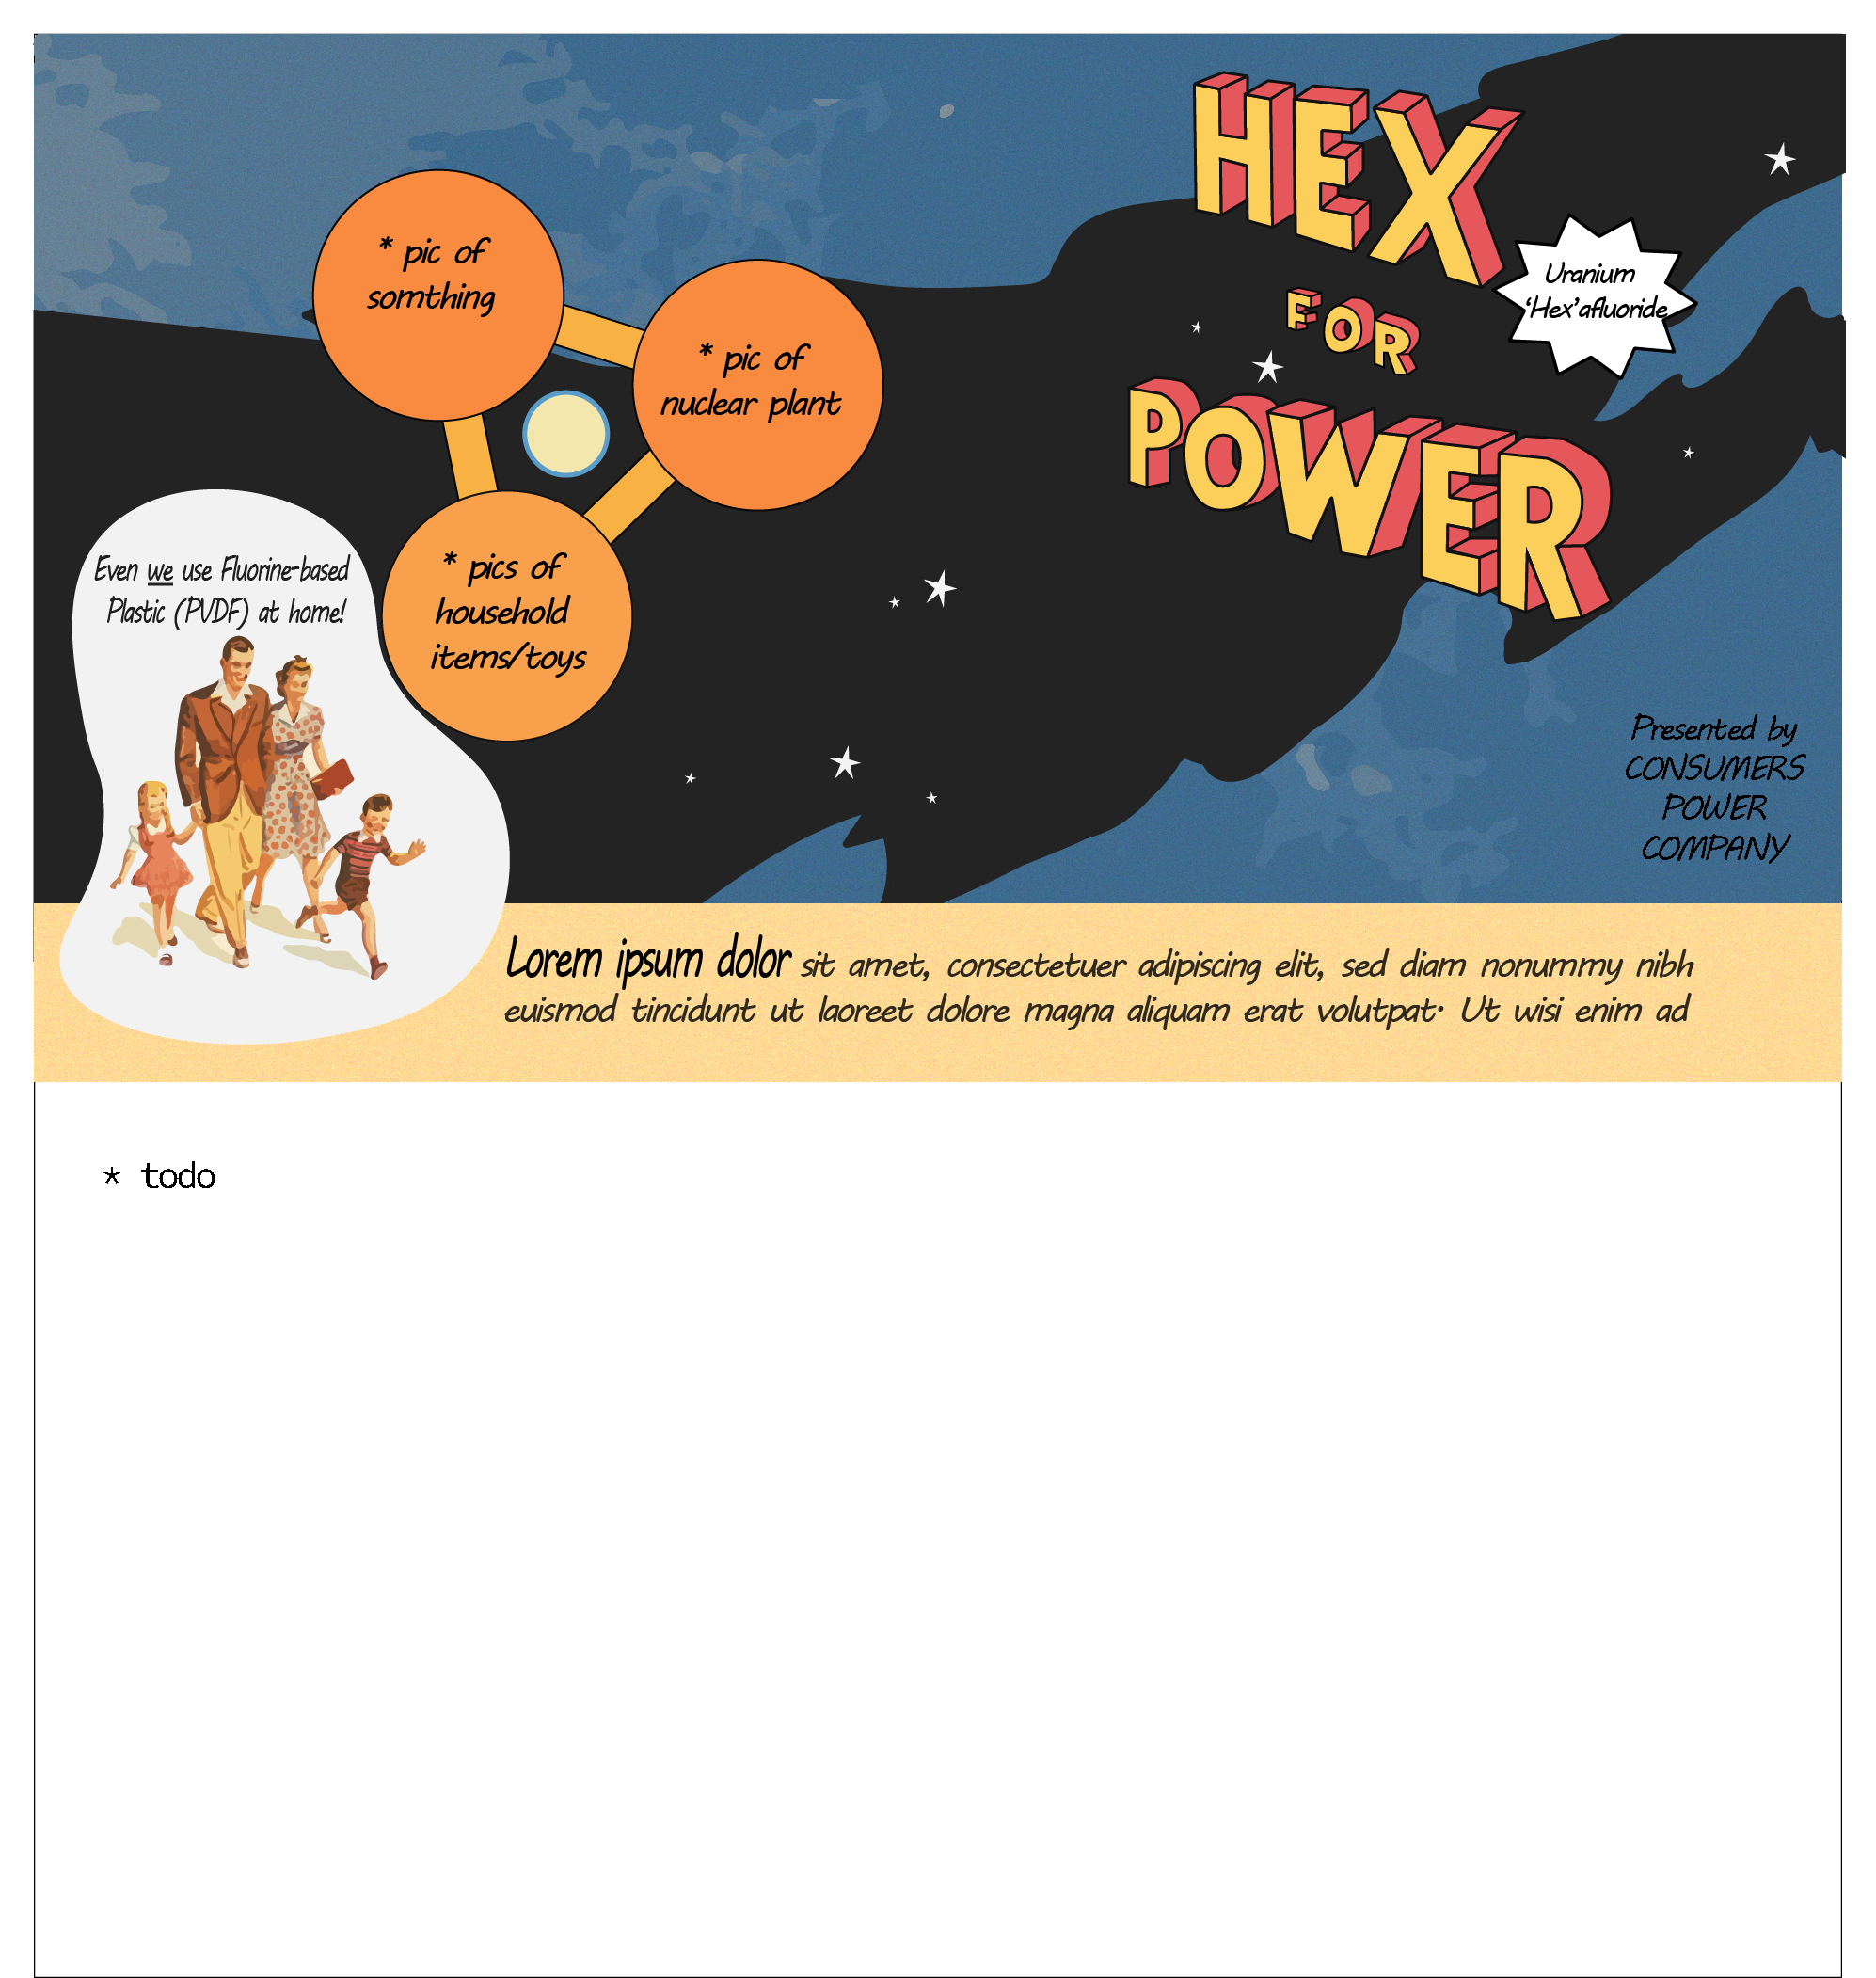 HEX
FOR
POWER
Uranium
‘Hex’afluoride
* pic of
somthing
* pic of
nuclear plant
* pics of
household
items/toys
Even we use Fluorine-based
Plastic (PVDF) at home!
Presented by
CONSUMERS
POWER
COMPANY
Lorem ipsum dolor sit amet, consectetuer adipiscing elit, sed diam nonummy nibh
euismod tincidunt ut laoreet dolore magna aliquam erat volutpat· Ut wisi enim ad
* todo